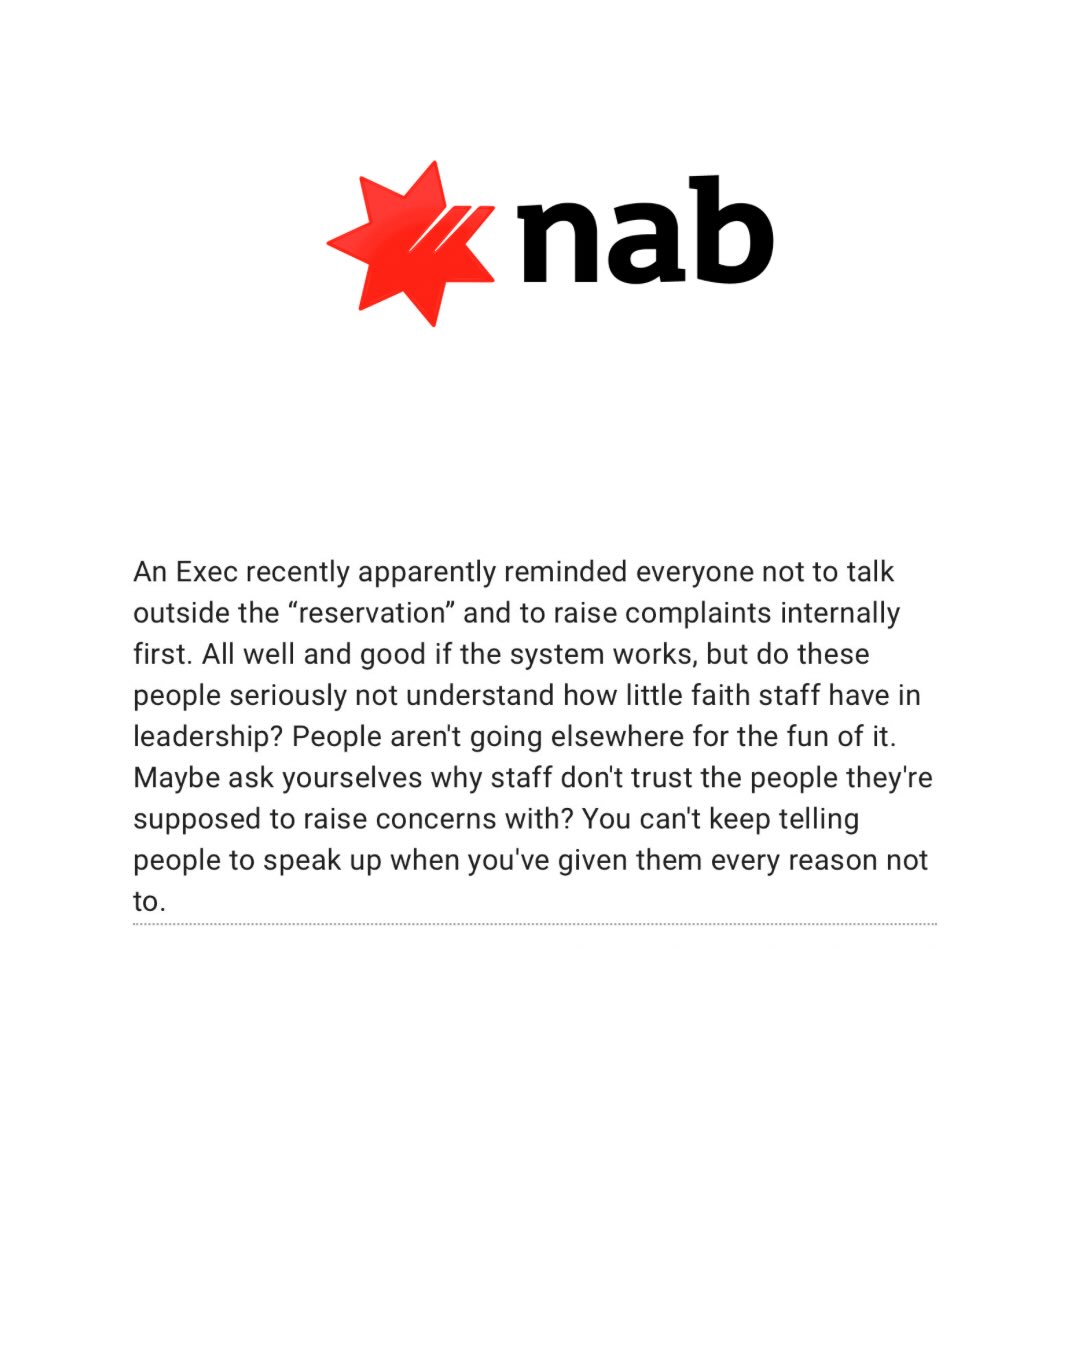 nab
An Exec recently apparently reminded everyone not to talk
outside the “reservation” and to raise complaints internally
first. All well and good if the system works, but do these
people seriously not understand how little faith staff have in
leadership? People aren't going elsewhere for the fun of it.
Maybe ask yourselves why staff don't trust the people they're
supposed to raise concerns with? You can't keep telling
people to speak up when you've given them every reason not
to.